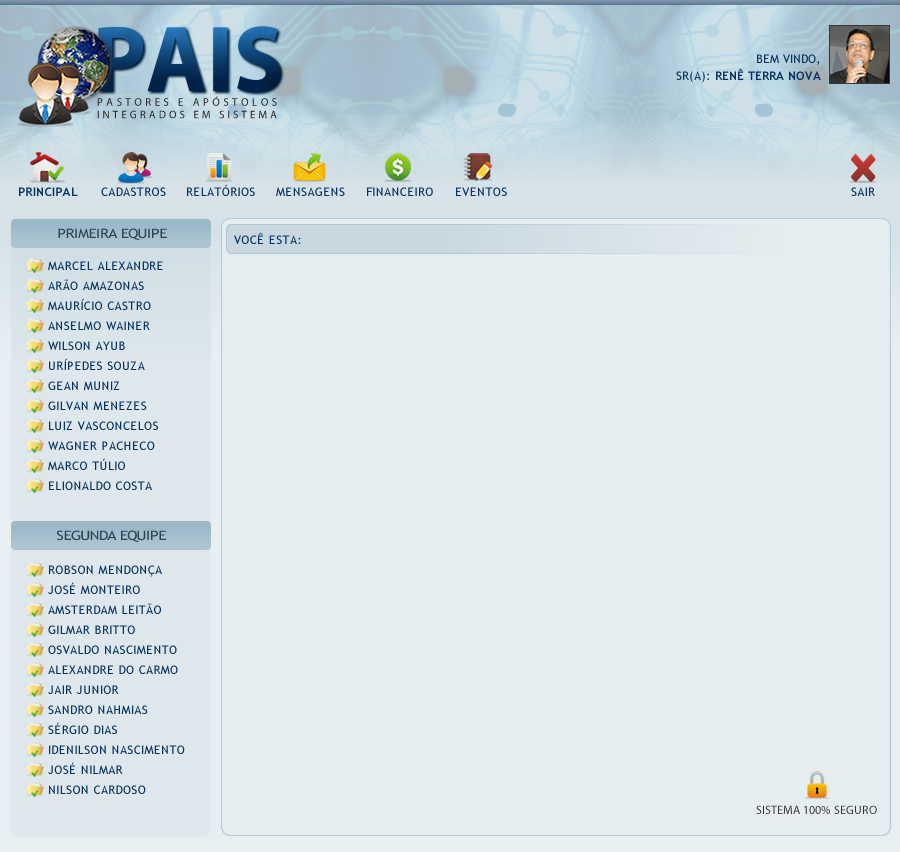 PAIS
PASTORES E APÓSTOLOS
INTEGRADOS EM SISTEMA
BEM VINDO,
SR(A): RENÊ TERRA NOVA
PRINCIPAL CADASTROS RELATÓRIOS MENSAGENS FINANCEIRO EVENTOS SAIR
PRIMEIRA EQUIPE
MARCEL ALEXANDRE
ARÃO AMAZONAS
MAURÍCIO CASTRO
ANSELMO WAINER
WILSON AYUB
URÍPEDES SOUZA
GEAN MUNIZ
GILVAN MENEZES
LUIZ VASCONCELOS
WAGNER PACHECO
MARCO TÚLIO
ELIONALDO COSTA
SEGUNDA EQUIPE
ROBSON MENDONÇA
JOSÉ MONTEIRO
AMSTERDAM LEITÃO
GILMAR BRITTO
OSVALDO NASCIMENTO
ALEXANDRE DO CARMO
JAIR JUNIOR
SANDRO NAHMIAS
SÉRGIO DIAS
IDENILSON NASCIMENTO
JOSÉ NILMAR
NILSON CARDOSO
VOCÊ ESTA:
SISTEMA 100% SEGURO